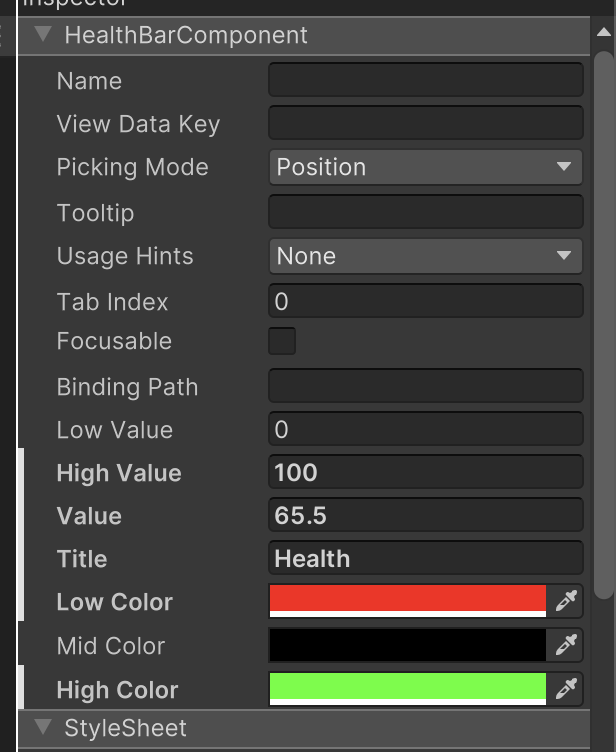 Inspector
HealthBarComponent
Name
View Data Key
Picking Mode Position
Tooltip
Usage Hints None
Tab Index 0
Focusable
Binding Path
Low Value 0
High Value 100
Value 65.5
Title Health
Low Color
Mid Color
High Color
StyleSheet